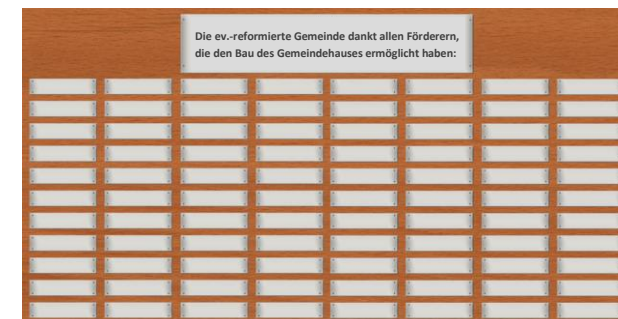 Die ev.-reformierte Gemeinde dankt allen Förderern,
die den Bau des Gemeindehauses ermöglicht haben: